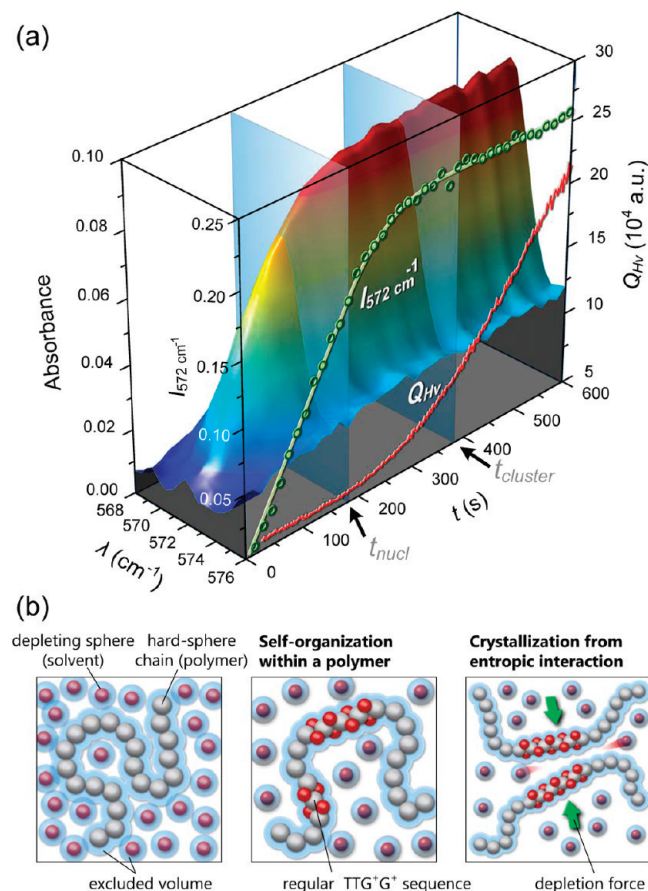 (a)
Absorbance
0.10
0.08
0.06
0.04
0.02
0.00
568
570
572
574
576
λ (cm⁻¹)
I572 cm⁻¹
0.25
0.20
0.15
0.10
0.05
I572 cm⁻¹
QHv
30
25
20
15
10
5
QHv (10⁴ a.u.)
0
100
200
300
400
500
600
t (s)
tnucl
tcluster
(b)
depleting sphere
(solvent)
hard-sphere
chain (polymer)
excluded volume
Self-organization
within a polymer
regular TTG⁺G⁺ sequence
Crystallization from
entropic interaction
depletion force